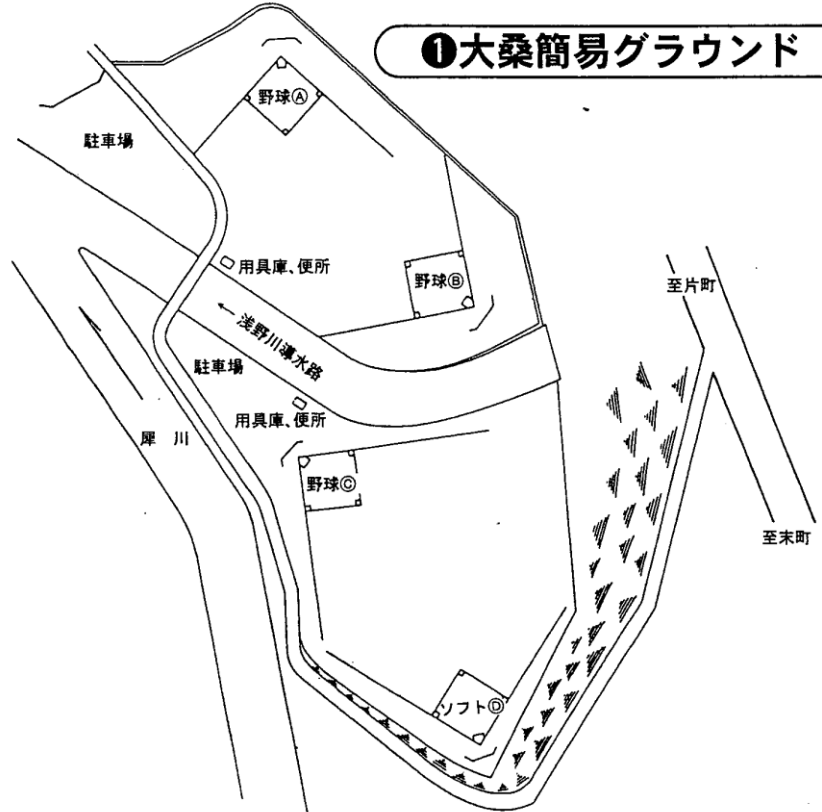 ❶大桑簡易グラウンド
野球Ⓐ
駐車場
用具庫、便所
野球Ⓑ
至片町
←浅野川導水路
駐車場
用具庫、便所
犀川
野球Ⓒ
至末町
ソフトⒹ